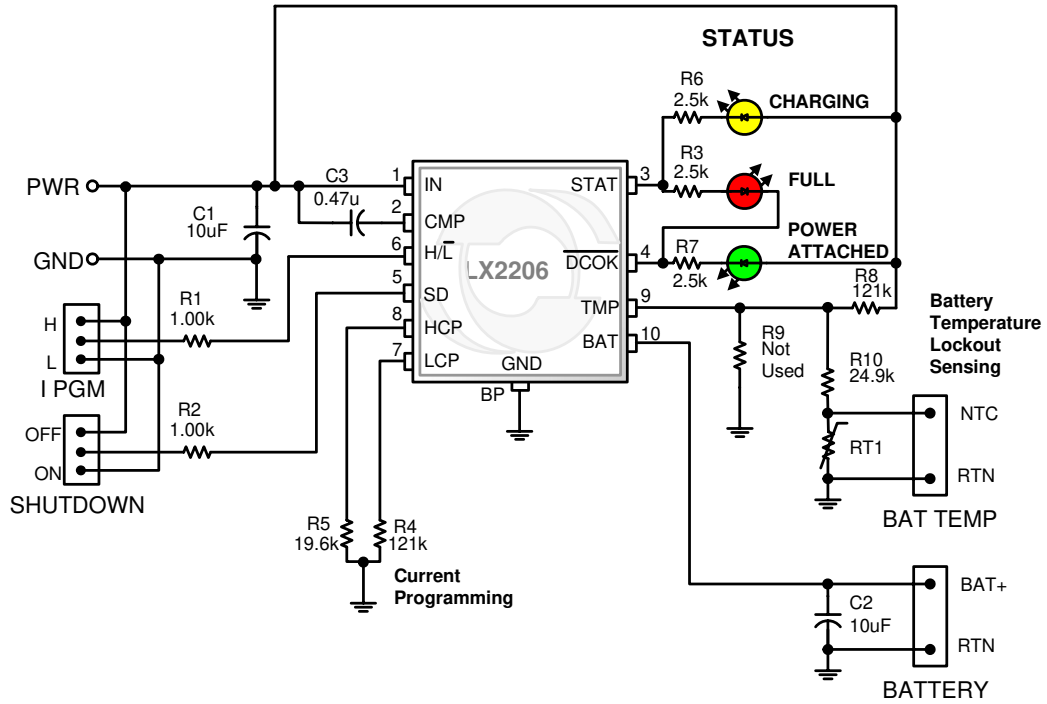 STATUS
R6
2.5k
CHARGING
R3
2.5k
FULL
POWER
ATTACHED
R7
2.5k
PWR
GND
C1
10uF
C3
0.47u
1
2
6
5
8
7
IN
CMP
H/L
SD
HCP
LCP
LX2206
STAT
DCOK
TMP
BAT
GND
BP
3
4
9
10
H
L
I PGM
R1
1.00k
R2
1.00k
OFF
ON
SHUTDOWN
R5
19.6k
R4
121k
Current
Programming
R8
121k
R9
Not
Used
R10
24.9k
RT1
Battery
Temperature
Lockout
Sensing
NTC
RTN
BAT TEMP
C2
10uF
BAT+
RTN
BATTERY